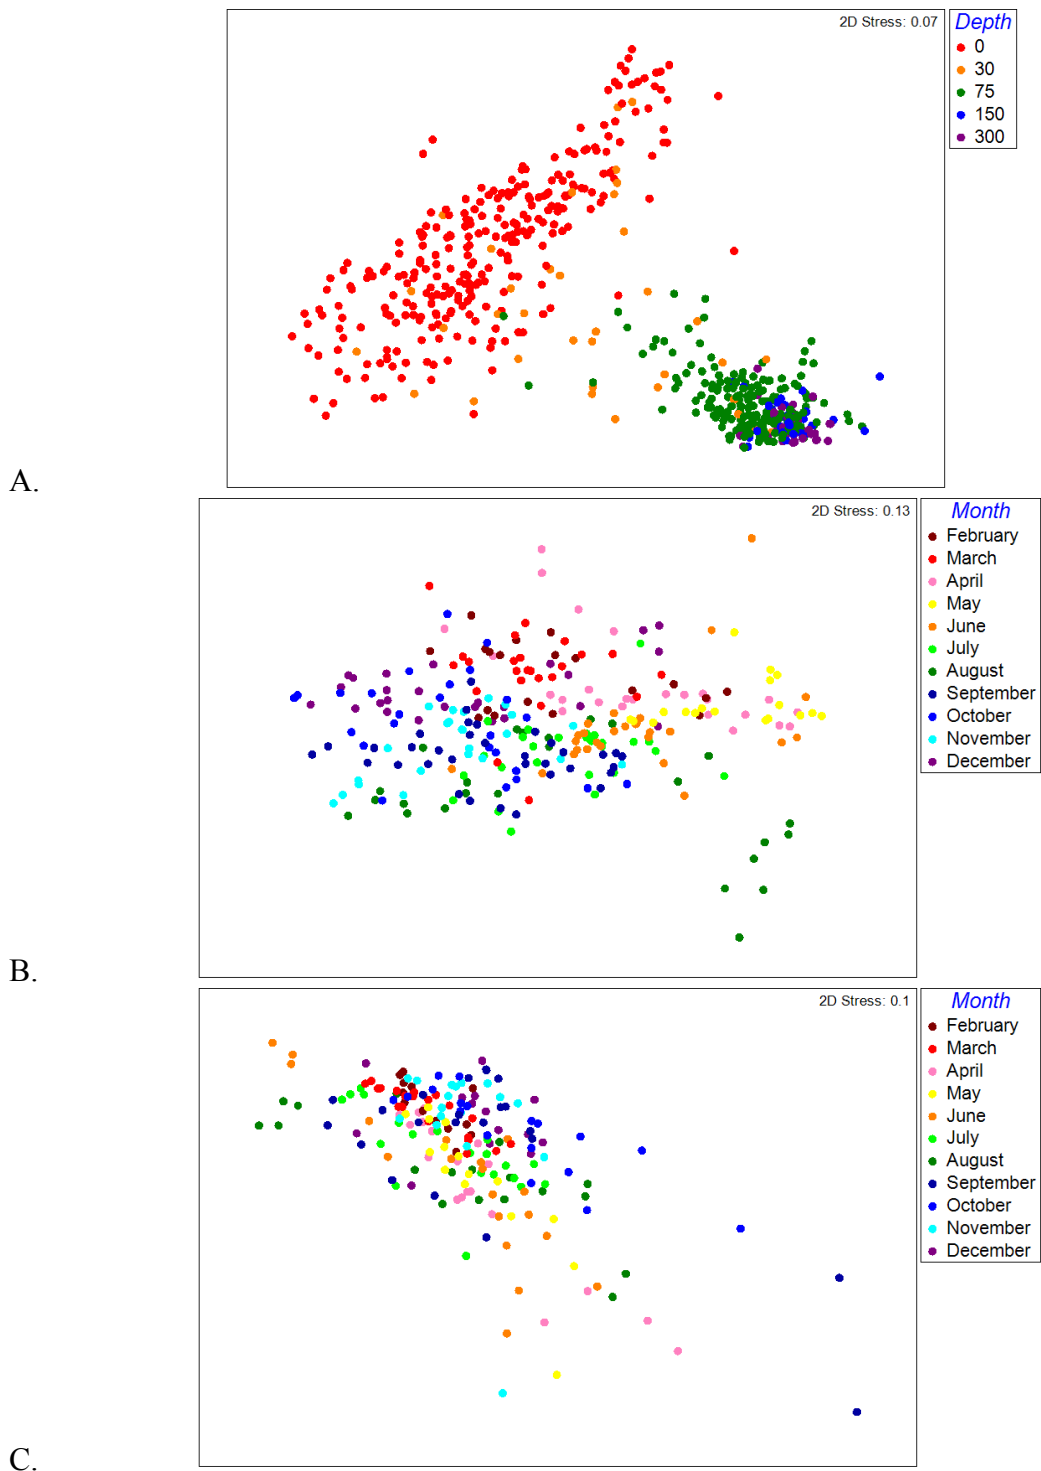 2D Stress: 0.07
Depth
0
30
75
150
300
A.
2D Stress: 0.13
Month
February
March
April
May
June
July
August
September
October
November
December
B.
2D Stress: 0.1
Month
February
March
April
May
June
July
August
September
October
November
December
C.